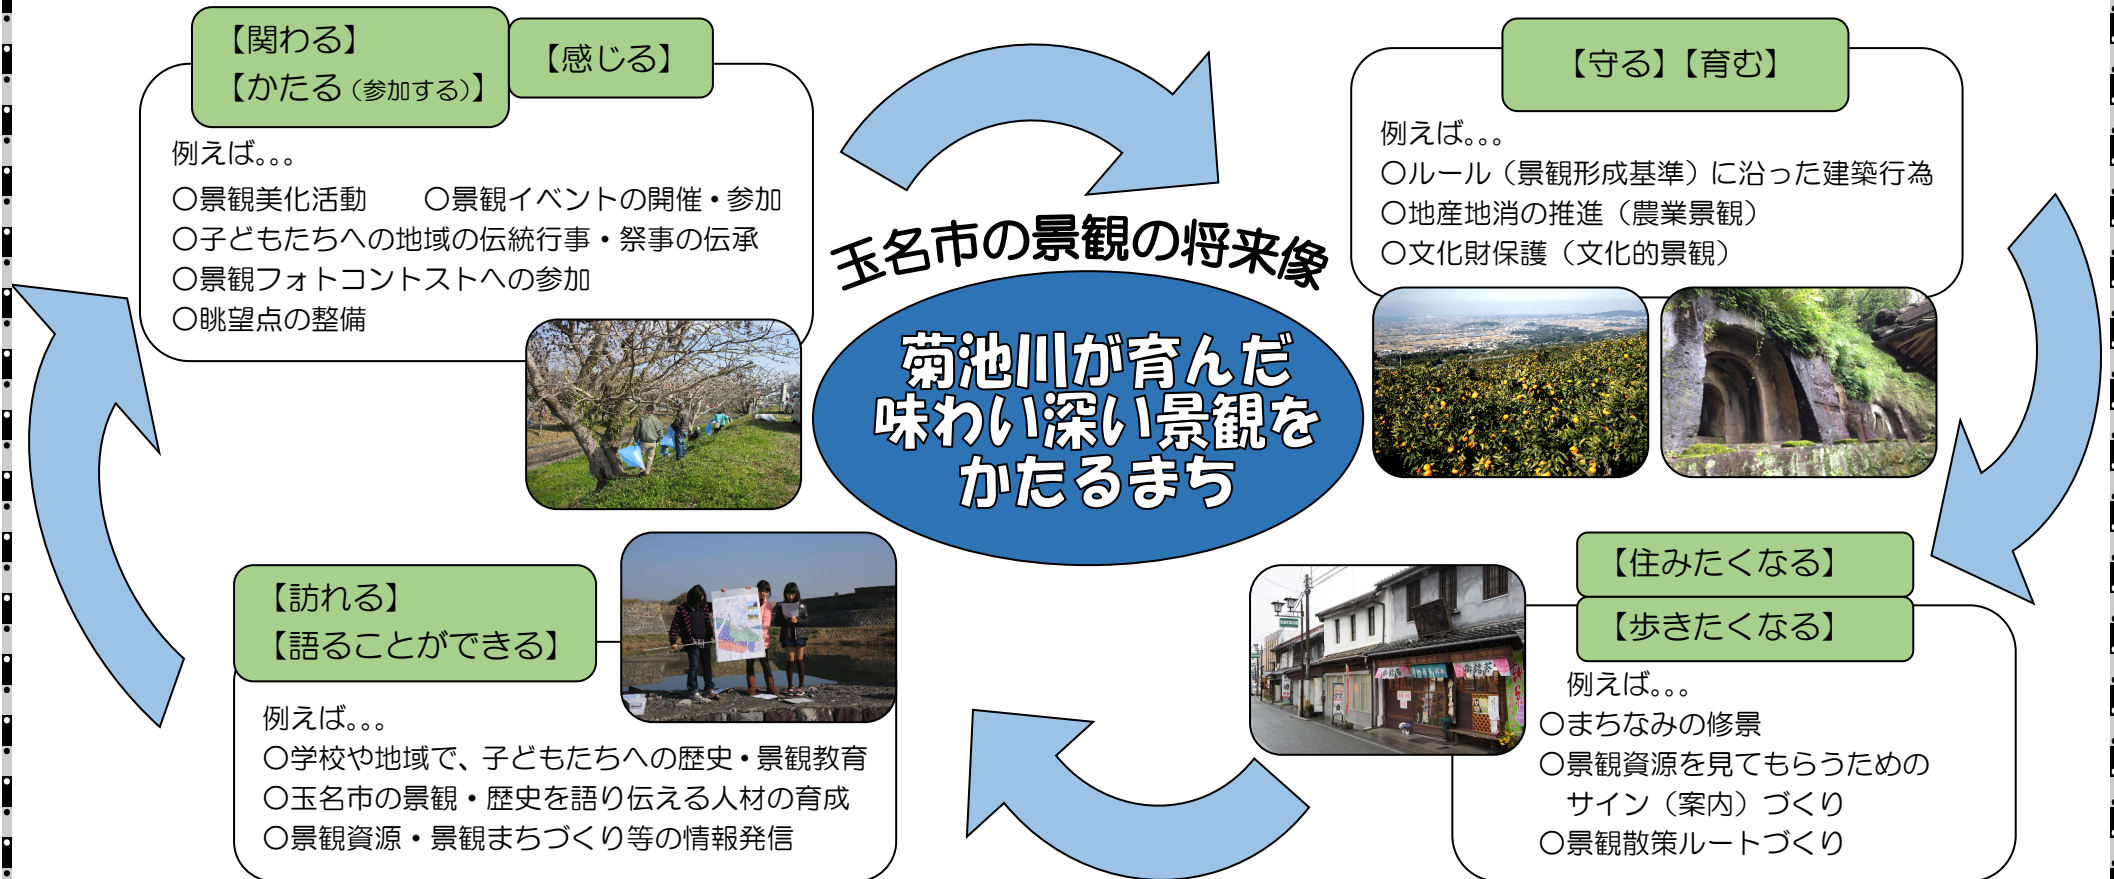 【関わる】
【かたる（参加する）】
【感じる】
例えば。。。
○景観美化活動　　○景観イベントの開催・参加
○子どもたちへの地域の伝統行事・祭事の伝承
○景観フォトコントストへの参加
○眺望点の整備
【守る】【育む】
例えば。。。
○ルール（景観形成基準）に沿った建築行為
○地産地消の推進（農業景観）
○文化財保護（文化的景観）
玉名市の景観の将来像
菊池川が育んだ
味わい深い景観を
かたるまち
【訪れる】
【語ることができる】
例えば。。。
○学校や地域で、子どもたちへの歴史・景観教育
○玉名市の景観・歴史を語り伝える人材の育成
○景観資源・景観まちづくり等の情報発信
【住みたくなる】
【歩きたくなる】
例えば。。。
○まちなみの修景
○景観資源を見てもらうための
サイン（案内）づくり
○景観散策ルートづくり